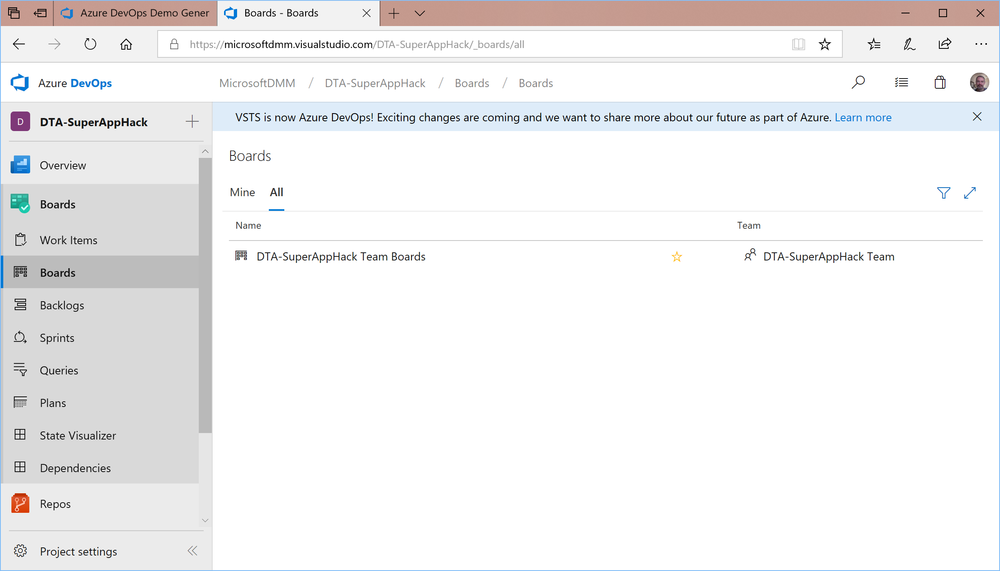 Azure DevOps Demo Gener
Boards - Boards
https://microsoftdmm.visualstudio.com/DTA-SuperAppHack/_boards/all
Azure DevOps
MicrosoftDMM / DTA-SuperAppHack / Boards / Boards
D DTA-SuperAppHack
VSTS is now Azure DevOps! Exciting changes are coming and we want to share more about our future as part of Azure. Learn more
Overview
Boards
Work Items
Boards
Backlogs
Sprints
Queries
Plans
State Visualizer
Dependencies
Repos
Project settings
Boards
Mine All
Name Team
DTA-SuperAppHack Team Boards DTA-SuperAppHack Team